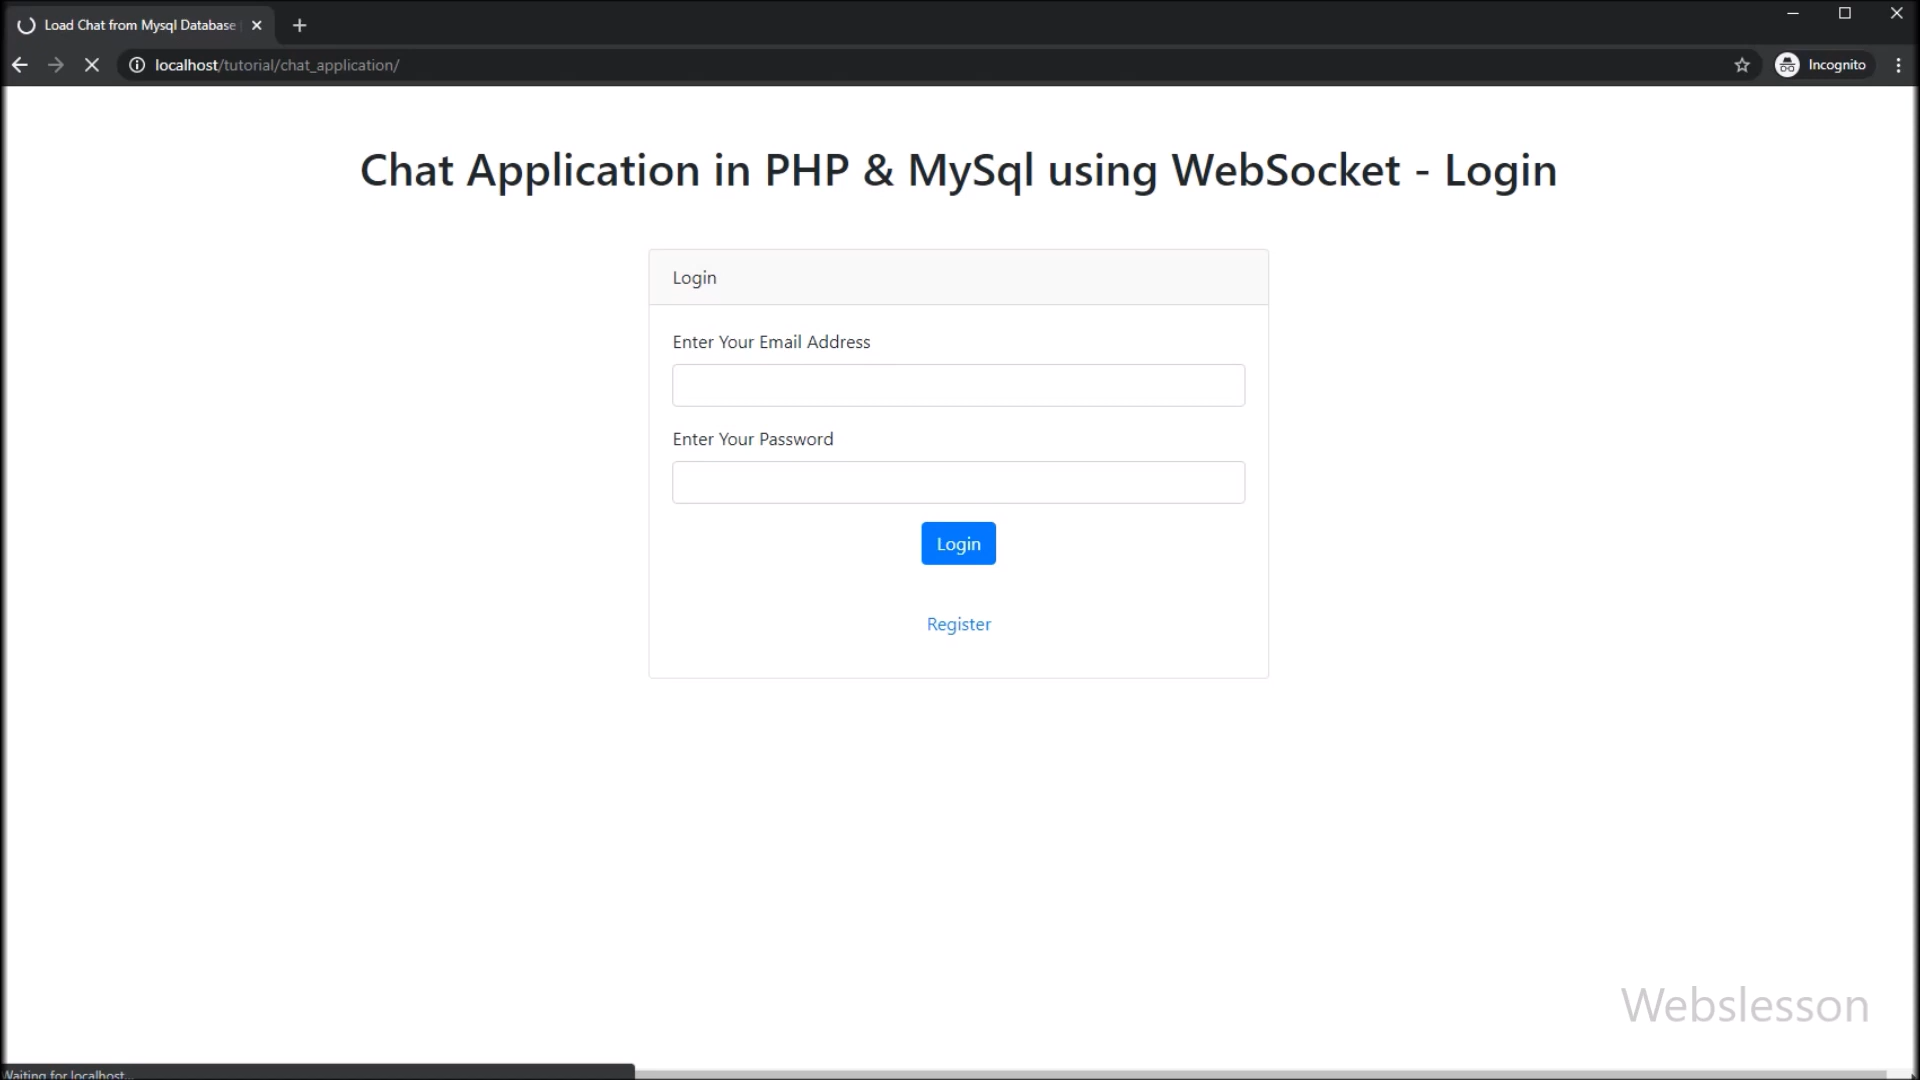 Load Chat from Mysql Database
localhost/tutorial/chat_application/
Incognito
Chat Application in PHP & MySql using WebSocket - Login
Login
Enter Your Email Address
Enter Your Password
Login
Register
Webslesson
Waiting for localhost...